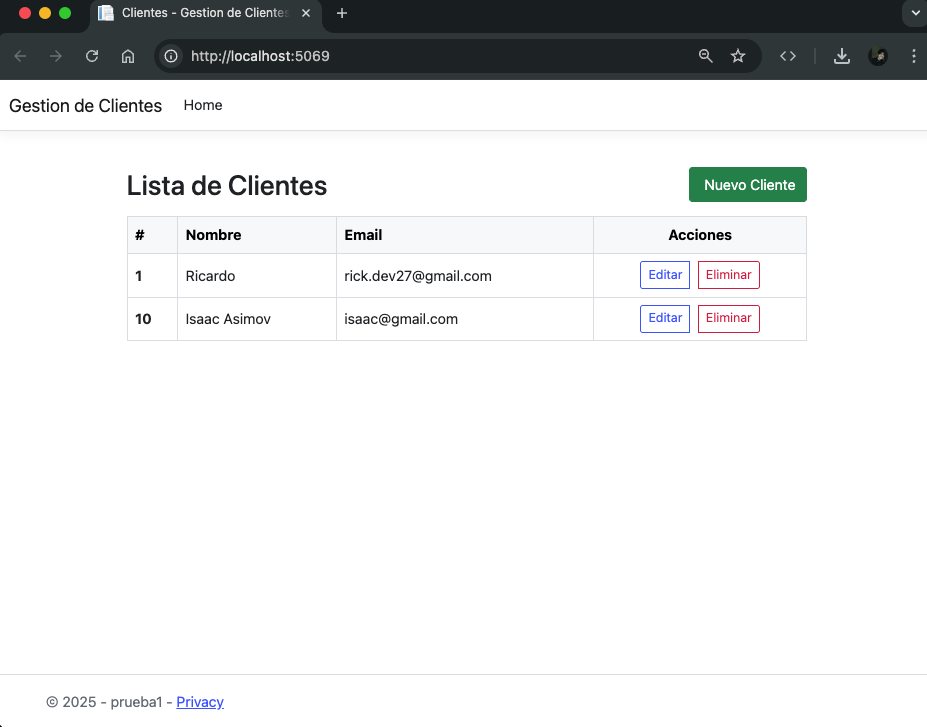 Clientes - Gestion de Clientes
http://localhost:5069
Gestion de Clientes Home
Lista de Clientes Nuevo Cliente
# Nombre Email Acciones
1 Ricardo rick.dev27@gmail.com Editar Eliminar
10 Isaac Asimov isaac@gmail.com Editar Eliminar
© 2025 - prueba1 - Privacy